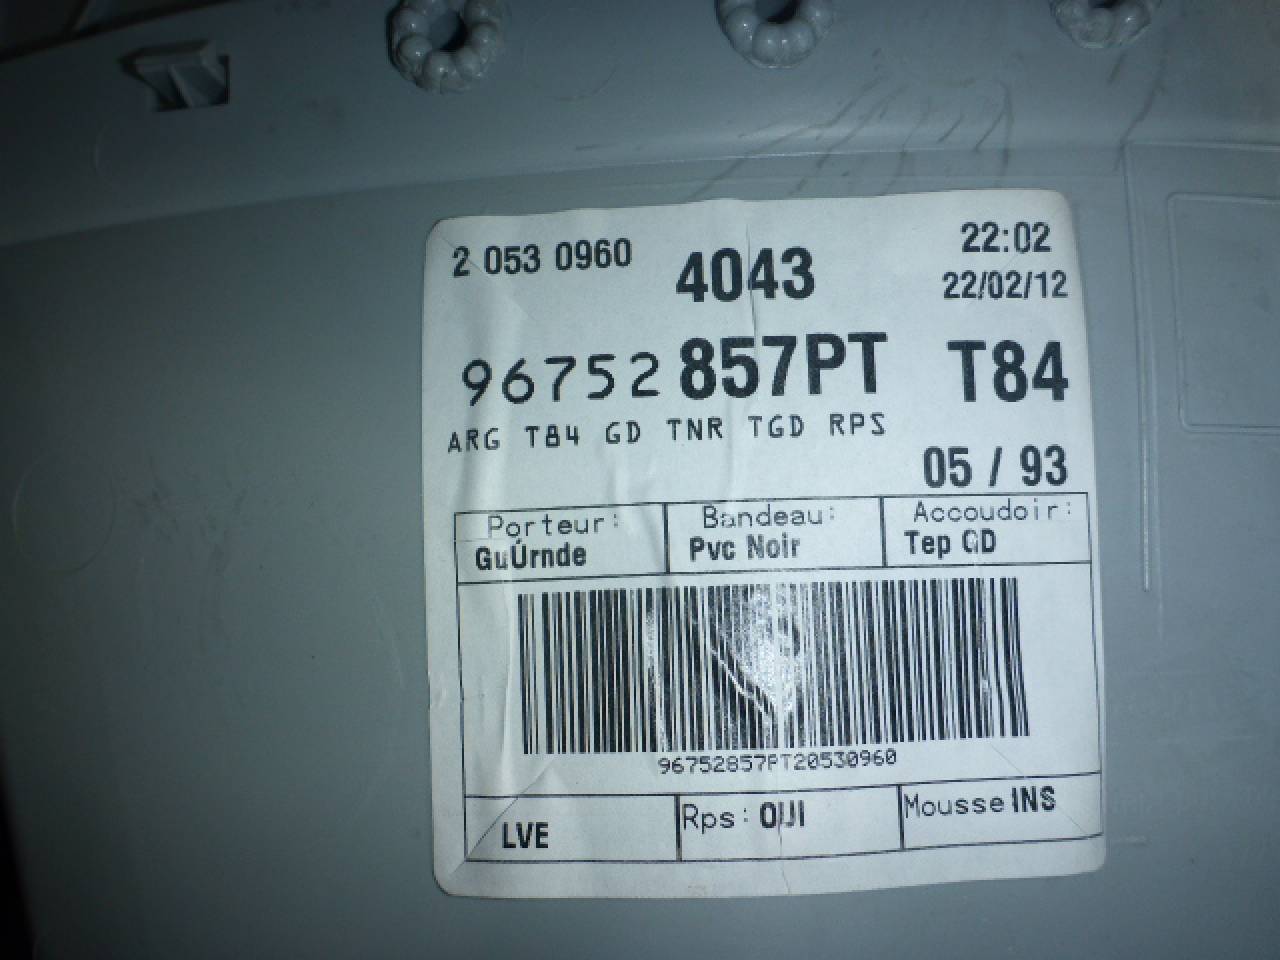 2 053 0960 4043 22:02
22/02/12
96752 857PT T84
ARG T84 GD TNR TGD RPS
05 / 93
Porteur: Bandeau: Accoudoir:
GuÚrnde Pvc Noir Tep GD
96752857PT20530960
LVE Rps: OUI Mousse INS